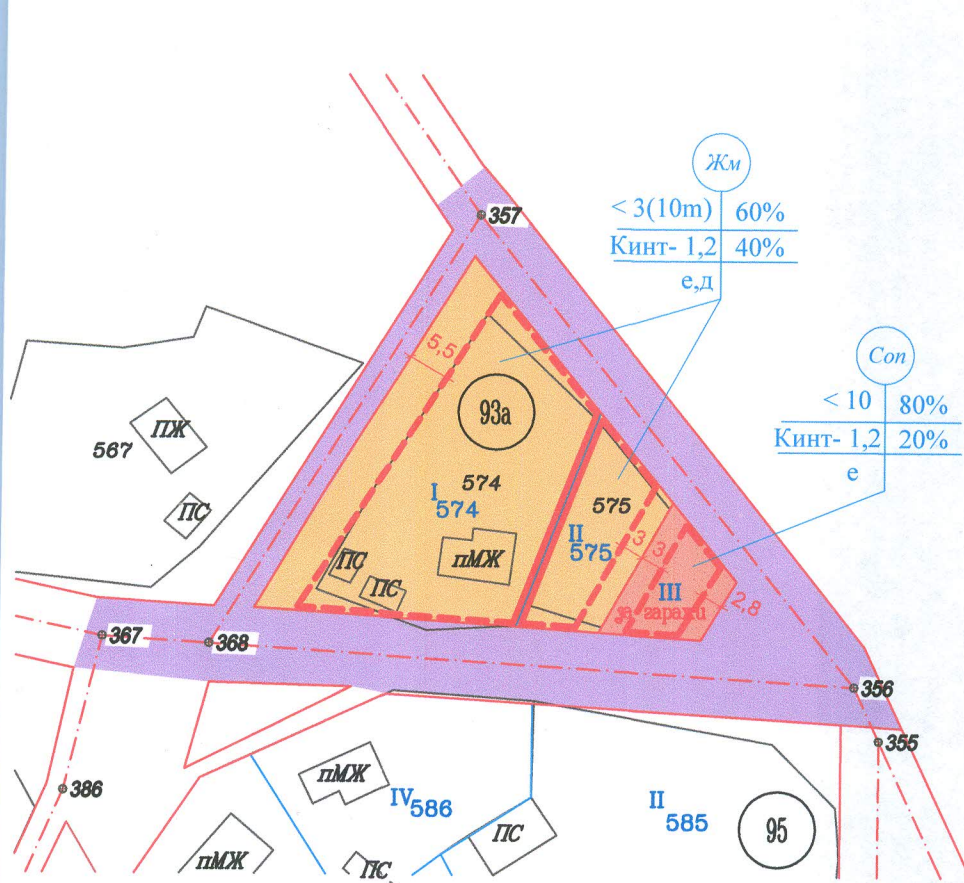 Жм
357
< 3(10m) 60%
Кинт- 1,2 40%
е,д
5,5
Соп
93а
< 10 80%
Кинт- 1,2 20%
е
ПЖ
567
574
I 574
575
II 575
ПС
3 3
ПС
пМЖ
ПС
III
за гаражи
2,8
367
368
356
355
пМЖ
386
IV 586
II 585
95
ПС
пМЖ
ПС